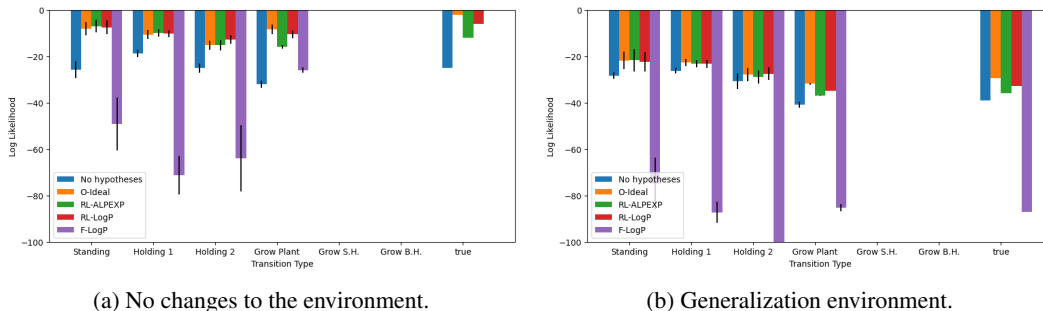 0
−20
−40
−60
−80
−100
Log Likelihood
No hypotheses
O-Ideal
RL-ALPEXP
RL-LogP
F-LogP
Standing
Holding 1
Holding 2
Grow Plant
Grow S.H.
Grow B.H.
true
Transition Type
(a) No changes to the environment.
0
−20
−40
−60
−80
−100
Log Likelihood
No hypotheses
O-Ideal
RL-ALPEXP
RL-LogP
F-LogP
Standing
Holding 1
Holding 2
Grow Plant
Grow S.H.
Grow B.H.
true
Transition Type
(b) Generalization environment.